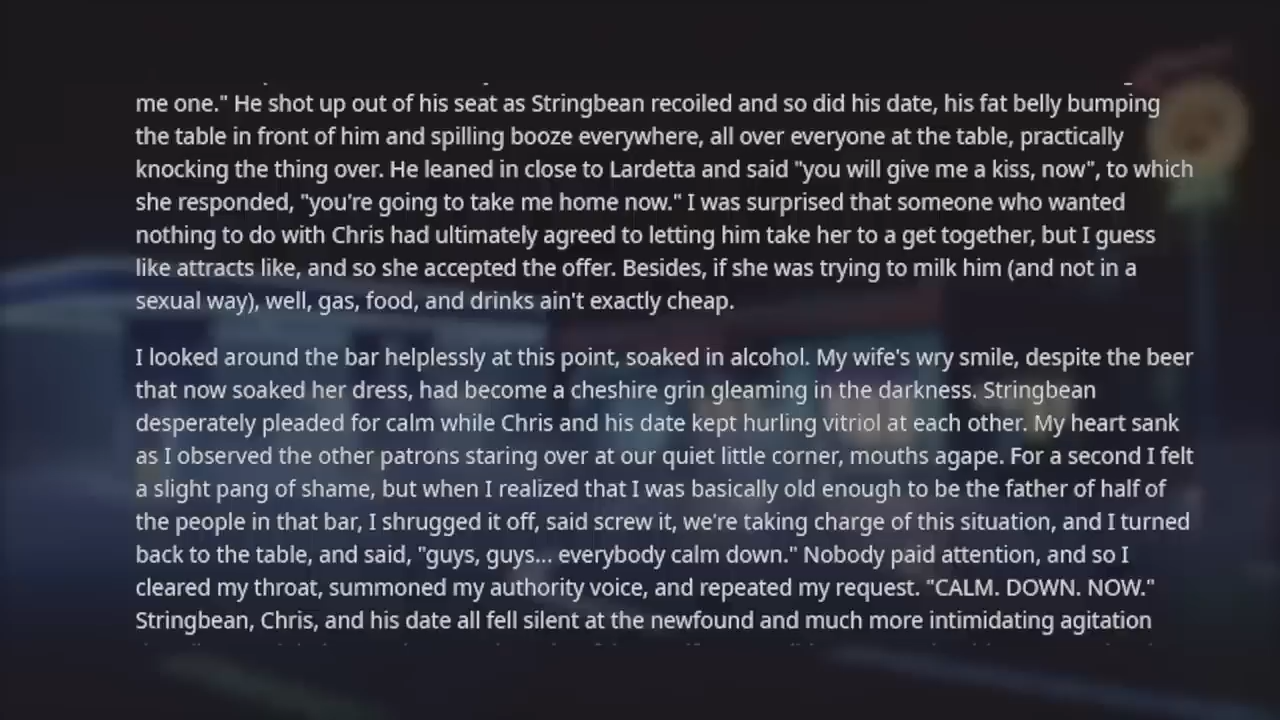 me one." He shot up out of his seat as Stringbean recoiled and so did his date, his fat belly bumping
the table in front of him and spilling booze everywhere, all over everyone at the table, practically
knocking the thing over. He leaned in close to Lardetta and said "you will give me a kiss, now", to which
she responded, "you're going to take me home now." I was surprised that someone who wanted
nothing to do with Chris had ultimately agreed to letting him take her to a get together, but I guess
like attracts like, and so she accepted the offer. Besides, if she was trying to milk him (and not in a
sexual way), well, gas, food, and drinks ain't exactly cheap.
I looked around the bar helplessly at this point, soaked in alcohol. My wife's wry smile, despite the beer
that now soaked her dress, had become a cheshire grin gleaming in the darkness. Stringbean
desperately pleaded for calm while Chris and his date kept hurling vitriol at each other. My heart sank
as I observed the other patrons staring over at our quiet little corner, mouths agape. For a second I felt
a slight pang of shame, but when I realized that I was basically old enough to be the father of half of
the people in that bar, I shrugged it off, said screw it, we're taking charge of this situation, and I turned
back to the table, and said, "guys, guys... everybody calm down." Nobody paid attention, and so I
cleared my throat, summoned my authority voice, and repeated my request. "CALM. DOWN. NOW."
Stringbean, Chris, and his date all fell silent at the newfound and much more intimidating agitation